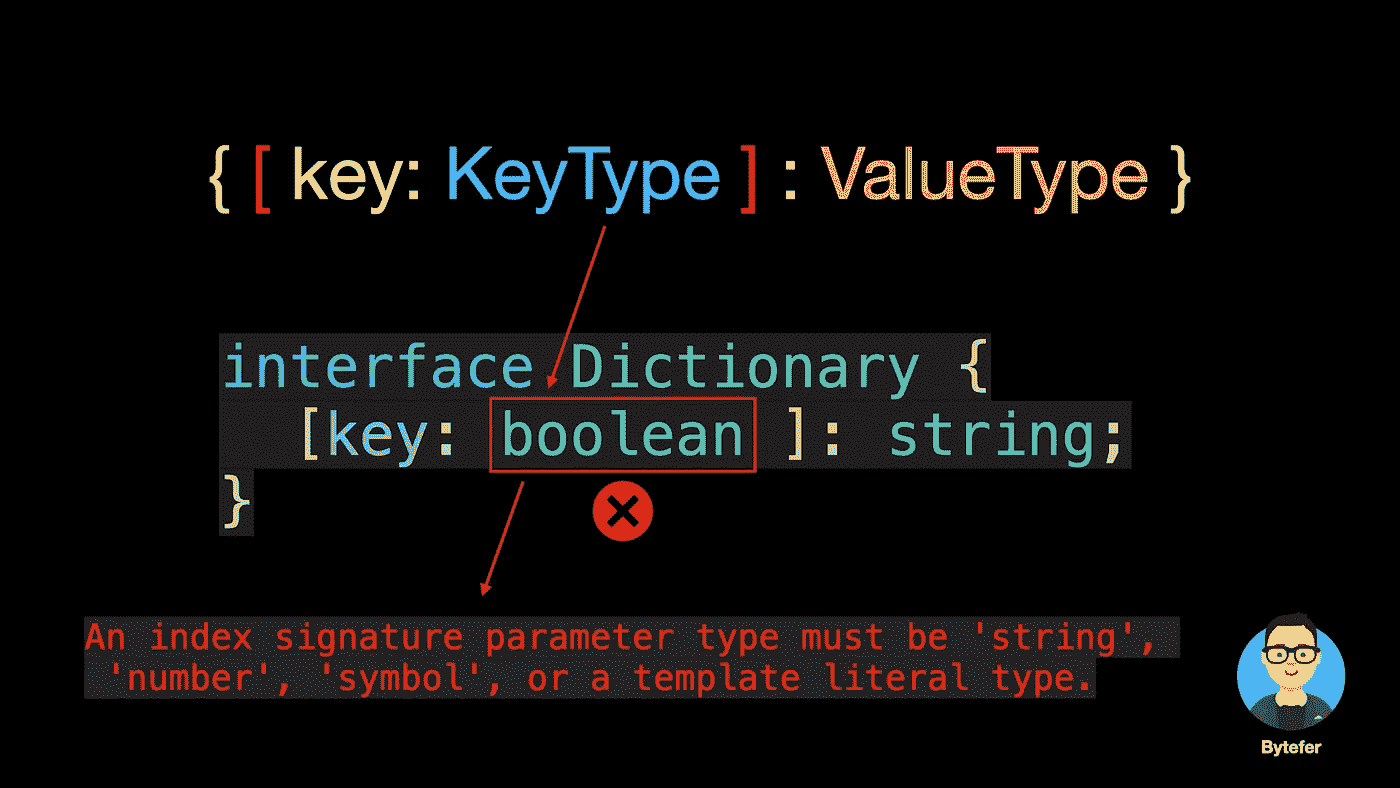 { [ key: KeyType ] : ValueType }
interface Dictionary {
  [key: boolean ]: string;
}
An index signature parameter type must be 'string',
'number', 'symbol', or a template literal type.
Bytefer